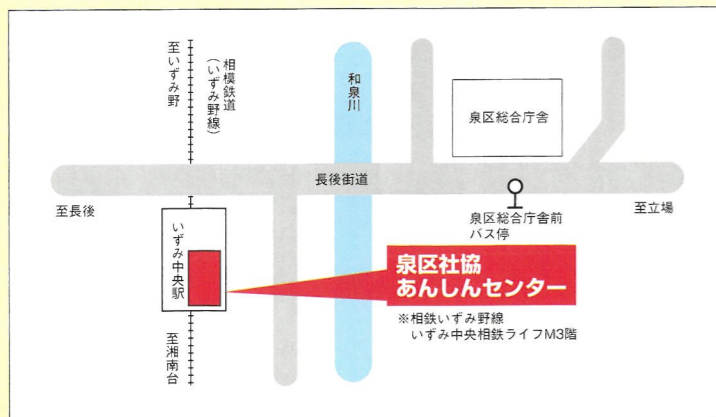 至いずみ野
相模鉄道
(いずみ野線)
和泉川
泉区総合庁舎
長後街道
至長後
泉区総合庁舎前
バス停
至立場
いずみ中央駅
泉区社協
あんしんセンター
※相鉄いずみ野線
いずみ中央相鉄ライフM3階
至湘南台